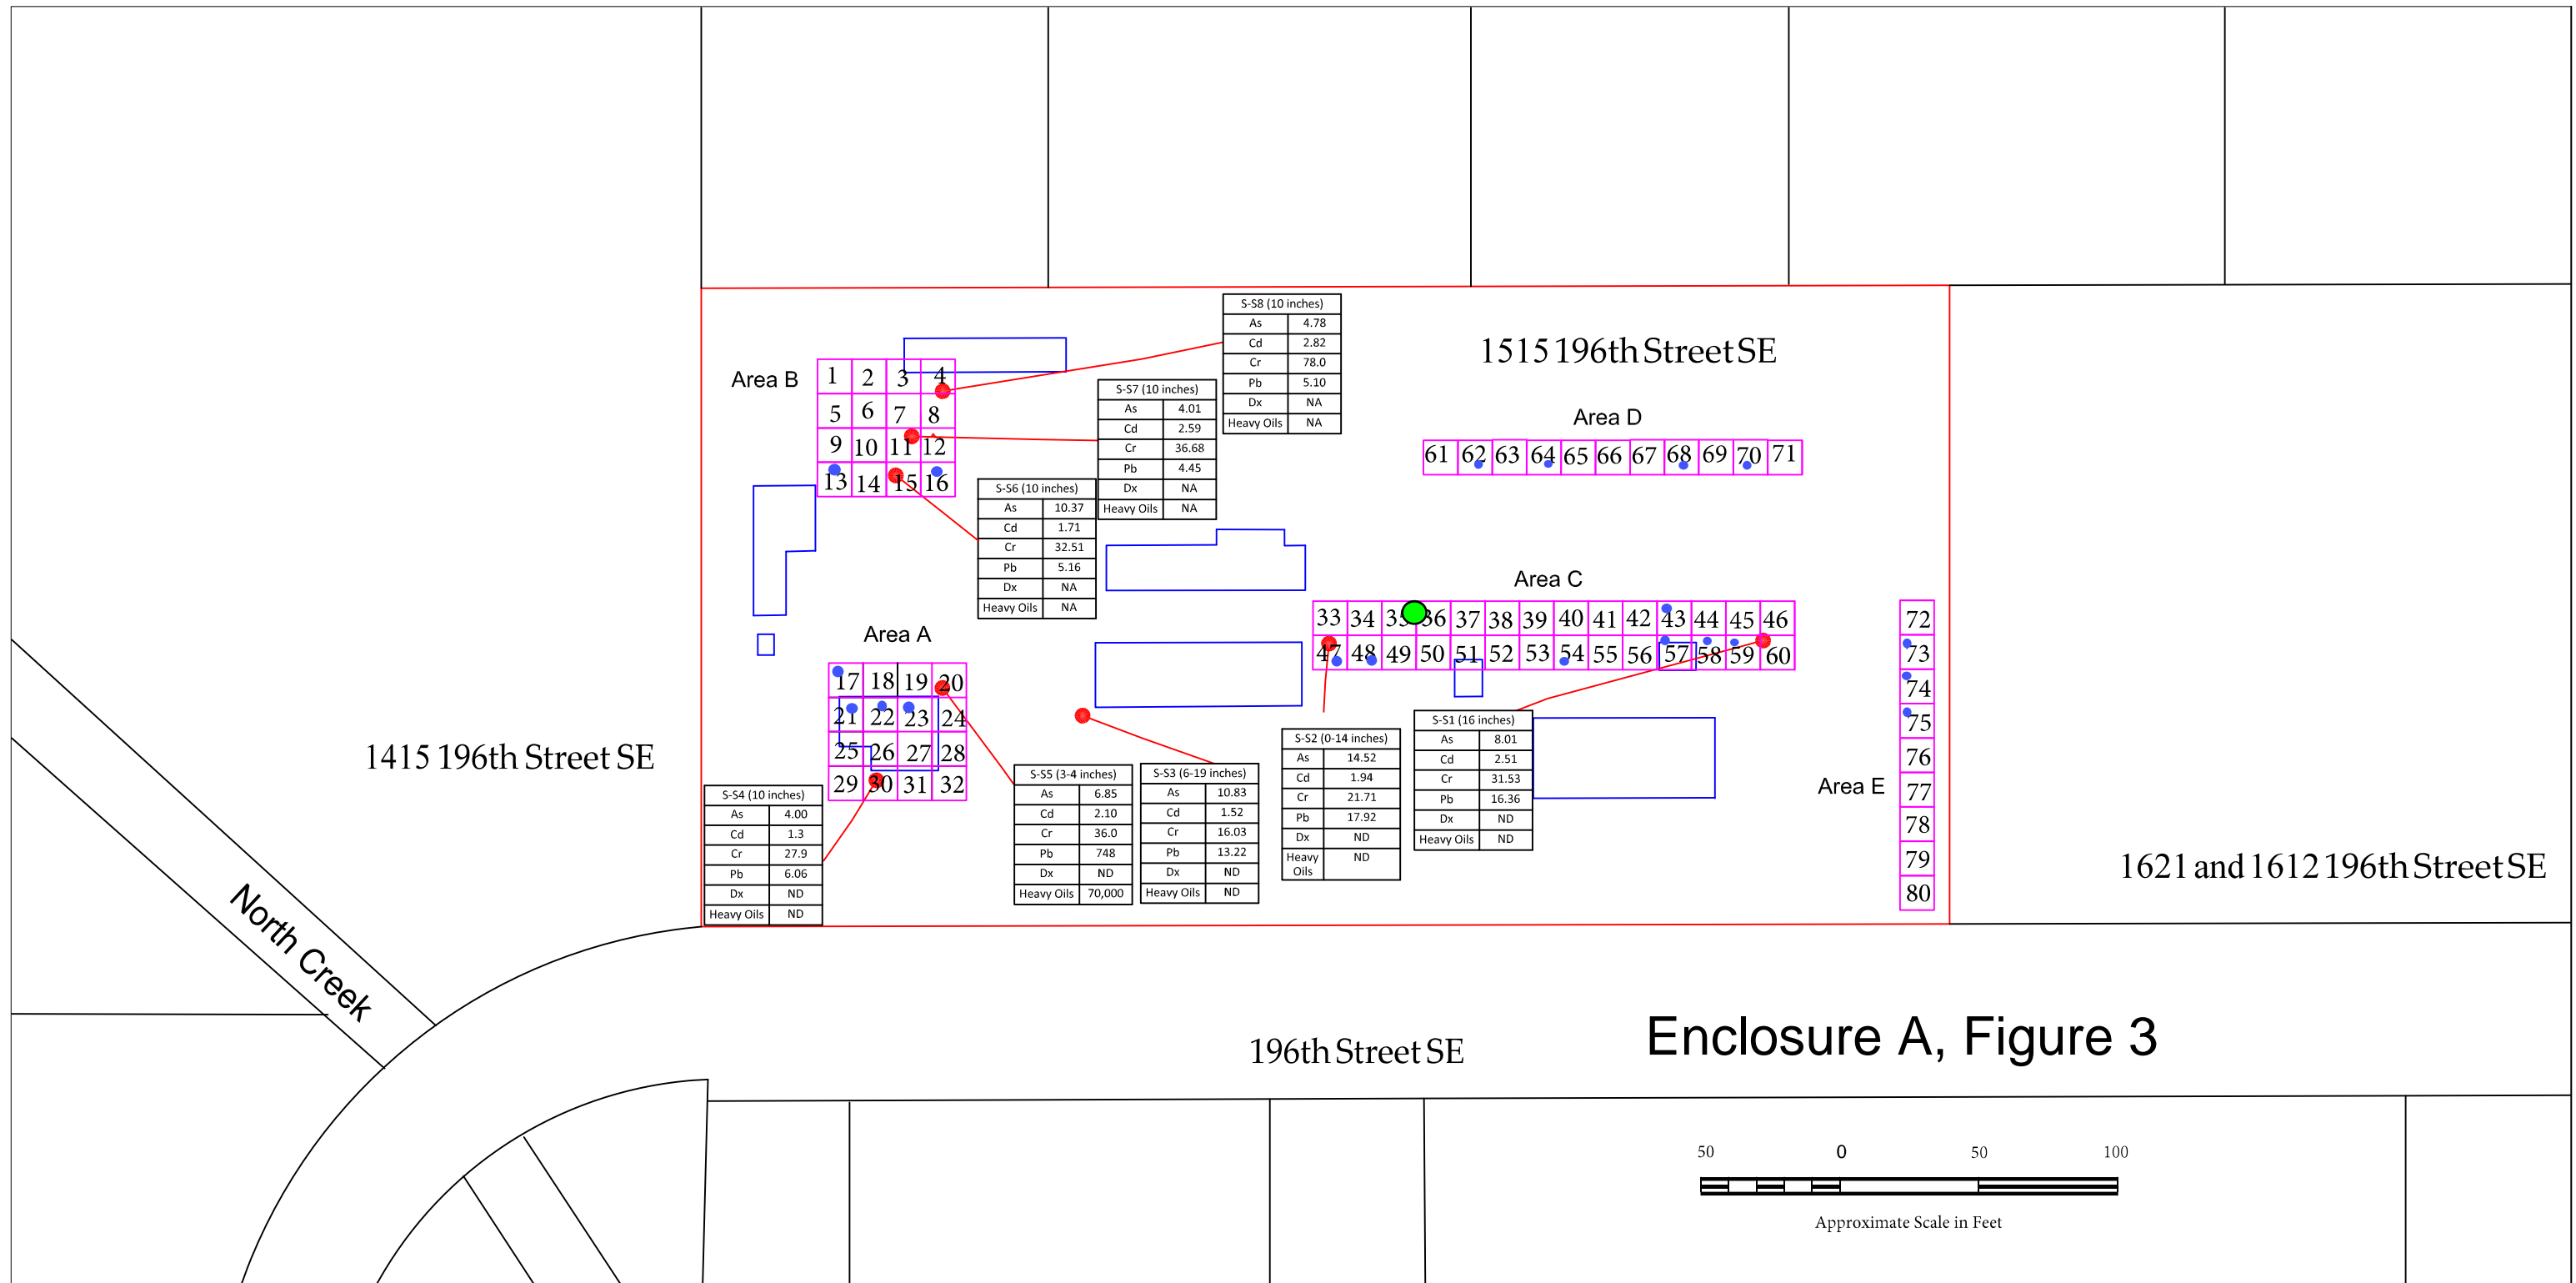 S-S8 (10 inches)
As 4.78
Cd 2.82
Cr 78.0
Pb 5.10
Dx NA
Heavy Oils NA
1515 196th Street SE
Area B
1 2 3 4
5 6 7 8
9 10 11 12
13 14 15 16
S-S7 (10 inches)
As 4.01
Cd 2.59
Cr 36.68
Pb 4.45
Dx NA
Heavy Oils NA
Area D
61 62 63 64 65 66 67 68 69 70 71
S-S6 (10 inches)
As 10.37
Cd 1.71
Cr 32.51
Pb 5.16
Dx NA
Heavy Oils NA
Area C
33 34 35 36 37 38 39 40 41 42 43 44 45 46
47 48 49 50 51 52 53 54 55 56 57 58 59 60
Area A
17 18 19 20
21 22 23 24
25 26 27 28
29 30 31 32
72
73
74
75
76
77
78
79
80
Area E
1415 196th Street SE
S-S4 (10 inches)
As 4.00
Cd 1.3
Cr 27.9
Pb 6.06
Dx ND
Heavy Oils ND
S-S5 (3-4 inches)
As 6.85
Cd 2.10
Cr 36.0
Pb 748
Dx ND
Heavy Oils 70,000
S-S3 (6-19 inches)
As 10.83
Cd 1.52
Cr 16.03
Pb 13.22
Dx ND
Heavy Oils ND
S-S2 (0-14 inches)
As 14.52
Cd 1.94
Cr 21.71
Pb 17.92
Dx ND
Heavy ND
Oils
S-S1 (16 inches)
As 8.01
Cd 2.51
Cr 31.53
Pb 16.36
Dx ND
Heavy Oils ND
1621 and 1612 196th Street SE
North Creek
196th Street SE
Enclosure A, Figure 3
50 0 50 100
Approximate Scale in Feet